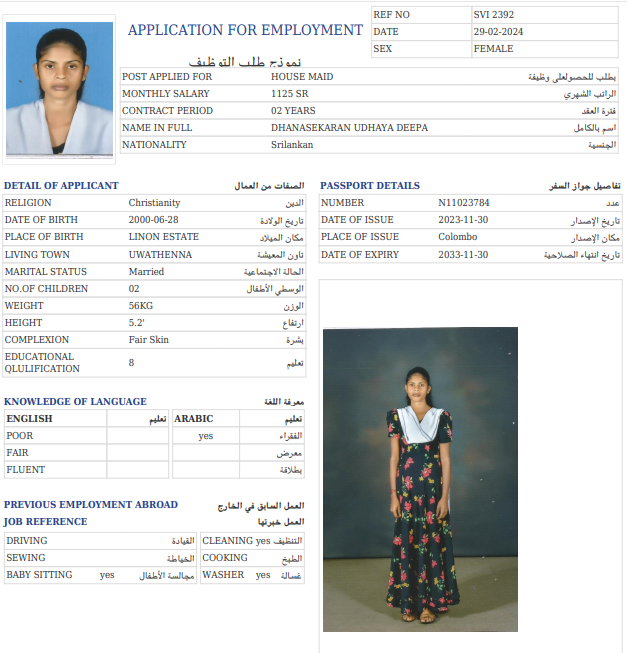 APPLICATION FOR EMPLOYMENT
نموذج طلب التوظيف
REF NO SVI 2392
DATE 29-02-2024
SEX FEMALE
POST APPLIED FOR HOUSE MAID يطلب للحصولعلى وظيفة
MONTHLY SALARY 1125 SR الراتب الشهري
CONTRACT PERIOD 02 YEARS فترة العقد
NAME IN FULL DHANASEKARAN UDHAYA DEEPA اسم بالكامل
NATIONALITY Srilankan الجنسية
DETAIL OF APPLICANT الصفات من العمال
RELIGION Christianity الدين
DATE OF BIRTH 2000-06-28 تاريخ الولادة
PLACE OF BIRTH LINON ESTATE مكان الميلاد
LIVING TOWN UWATHENNA تاون المعيشة
MARITAL STATUS Married الحالة الاجتماعية
NO.OF CHILDREN 02 الوسطي الأطفال
WEIGHT 56KG الوزن
HEIGHT 5.2' ارتفاع
COMPLEXION Fair Skin بشرة
EDUCATIONAL
QLULIFICATION 8 تعليم
PASSPORT DETAILS تفاصيل جواز السفر
NUMBER N11023784 عدد
DATE OF ISSUE 2023-11-30 تاريخ الإصدار
PLACE OF ISSUE Colombo مكان الإصدار
DATE OF EXPIRY 2033-11-30 تاريخ انتهاء الصلاحية
KNOWLEDGE OF LANGUAGE معرفة اللغة
ENGLISH تعليم ARABIC تعليم
POOR yes الفقراء
FAIR معرض
FLUENT بطلاقة
PREVIOUS EMPLOYMENT ABROAD العمل السابق في الخارج
JOB REFERENCE العمل خبرتها
DRIVING القيادة CLEANING yes التنظيف
SEWING الخياطة COOKING الطبخ
BABY SITTING yes مجالسة الأطفال WASHER yes غسالة